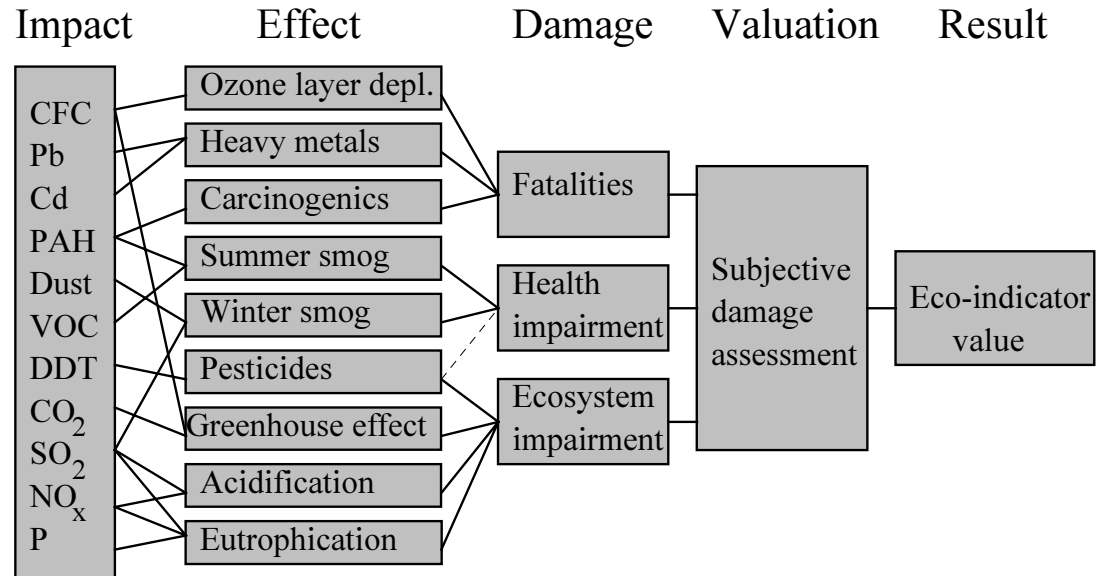 Impact Effect Damage Valuation Result
CFC
Pb
Cd
PAH
Dust
VOC
DDT
CO2
SO2
NOx
P
Ozone layer depl.
Heavy metals
Carcinogenics
Summer smog
Winter smog
Pesticides
Greenhouse effect
Acidification
Eutrophication
Fatalities
Health
impairment
Ecosystem
impairment
Subjective
damage
assessment
Eco-indicator
value